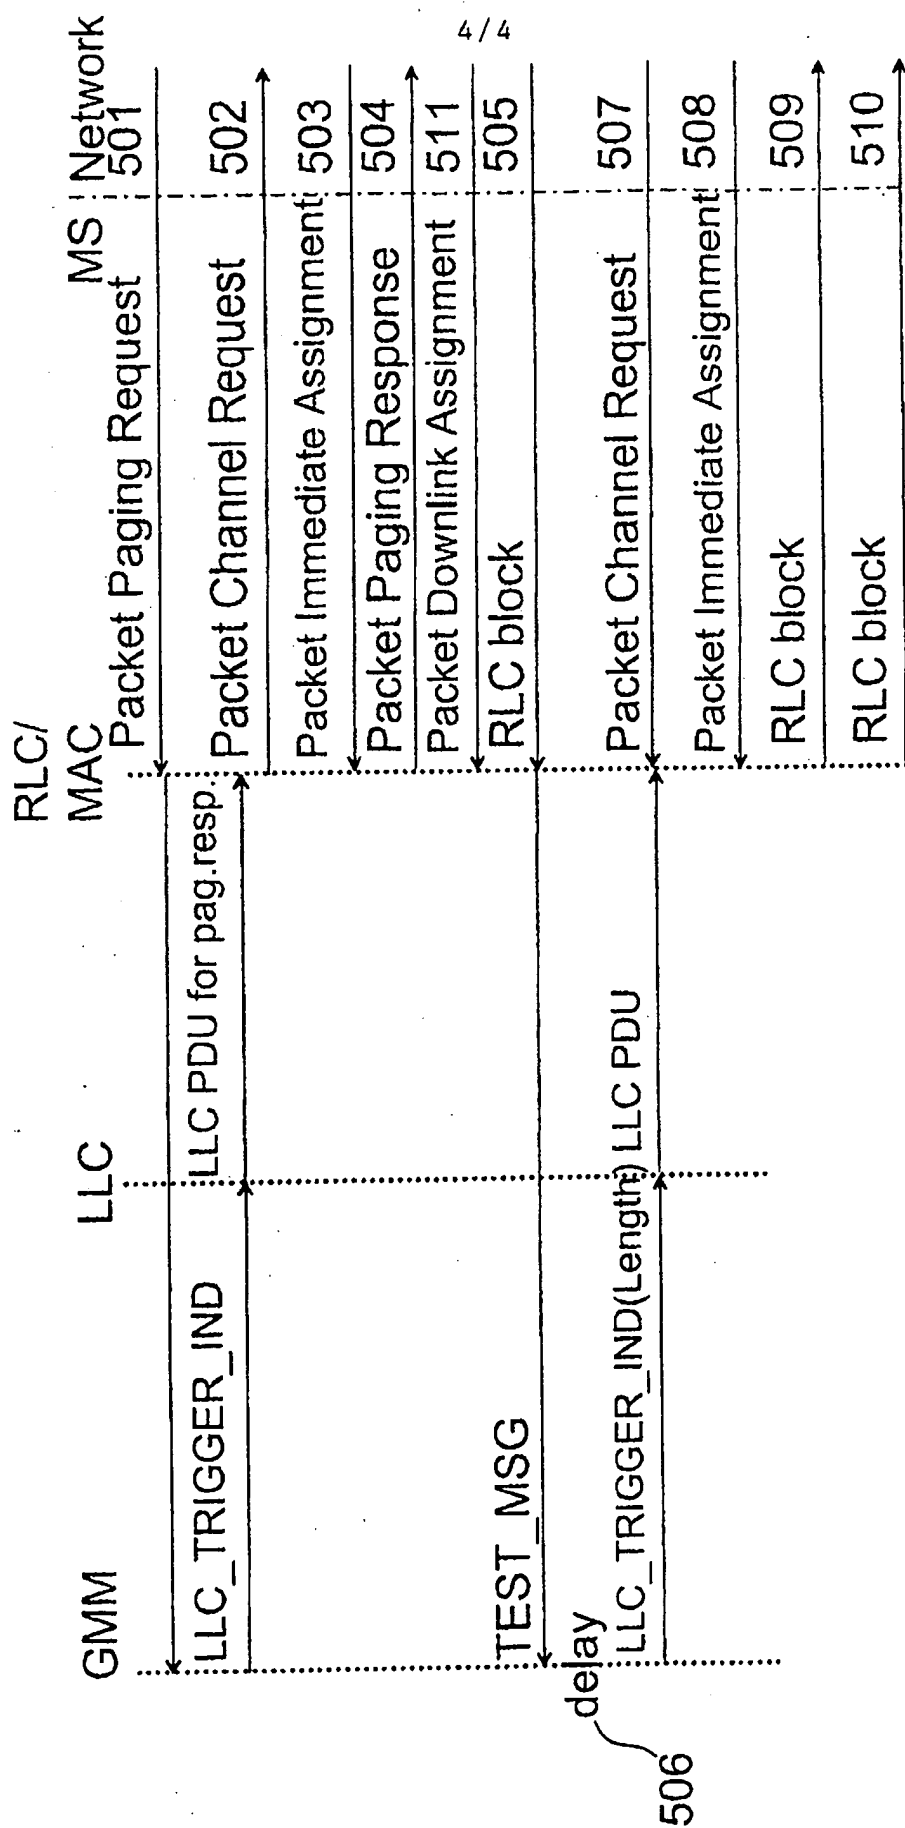 4/4
GMM
LLC
RLC/
MAC
MS
Network
Packet Paging Request
501
LLC_TRIGGER_IND
LLC PDU for pag.resp.
Packet Channel Request
502
Packet Immediate Assignment
503
Packet Paging Response
504
Packet Downlink Assignment
511
TEST_MSG
RLC block
505
delay
506
LLC_TRIGGER_IND(Length)
LLC PDU
Packet Channel Request
507
Packet Immediate Assignment
508
RLC block
509
RLC block
510